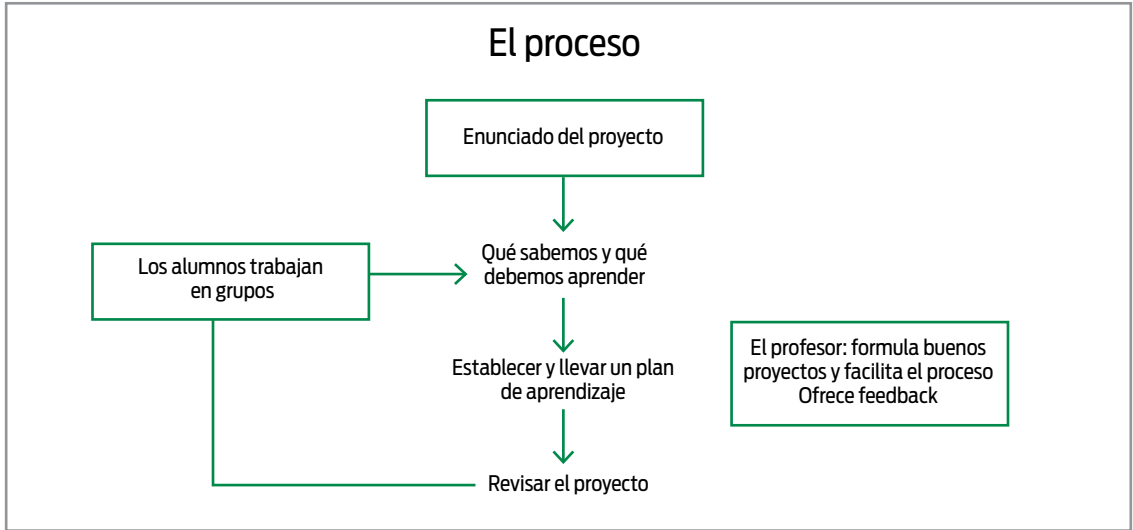 El proceso
Enunciado del proyecto
Qué sabemos y qué
debemos aprender
Los alumnos trabajan
en grupos
Establecer y llevar un plan
de aprendizaje
El profesor: formula buenos
proyectos y facilita el proceso
Ofrece feedback
Revisar el proyecto